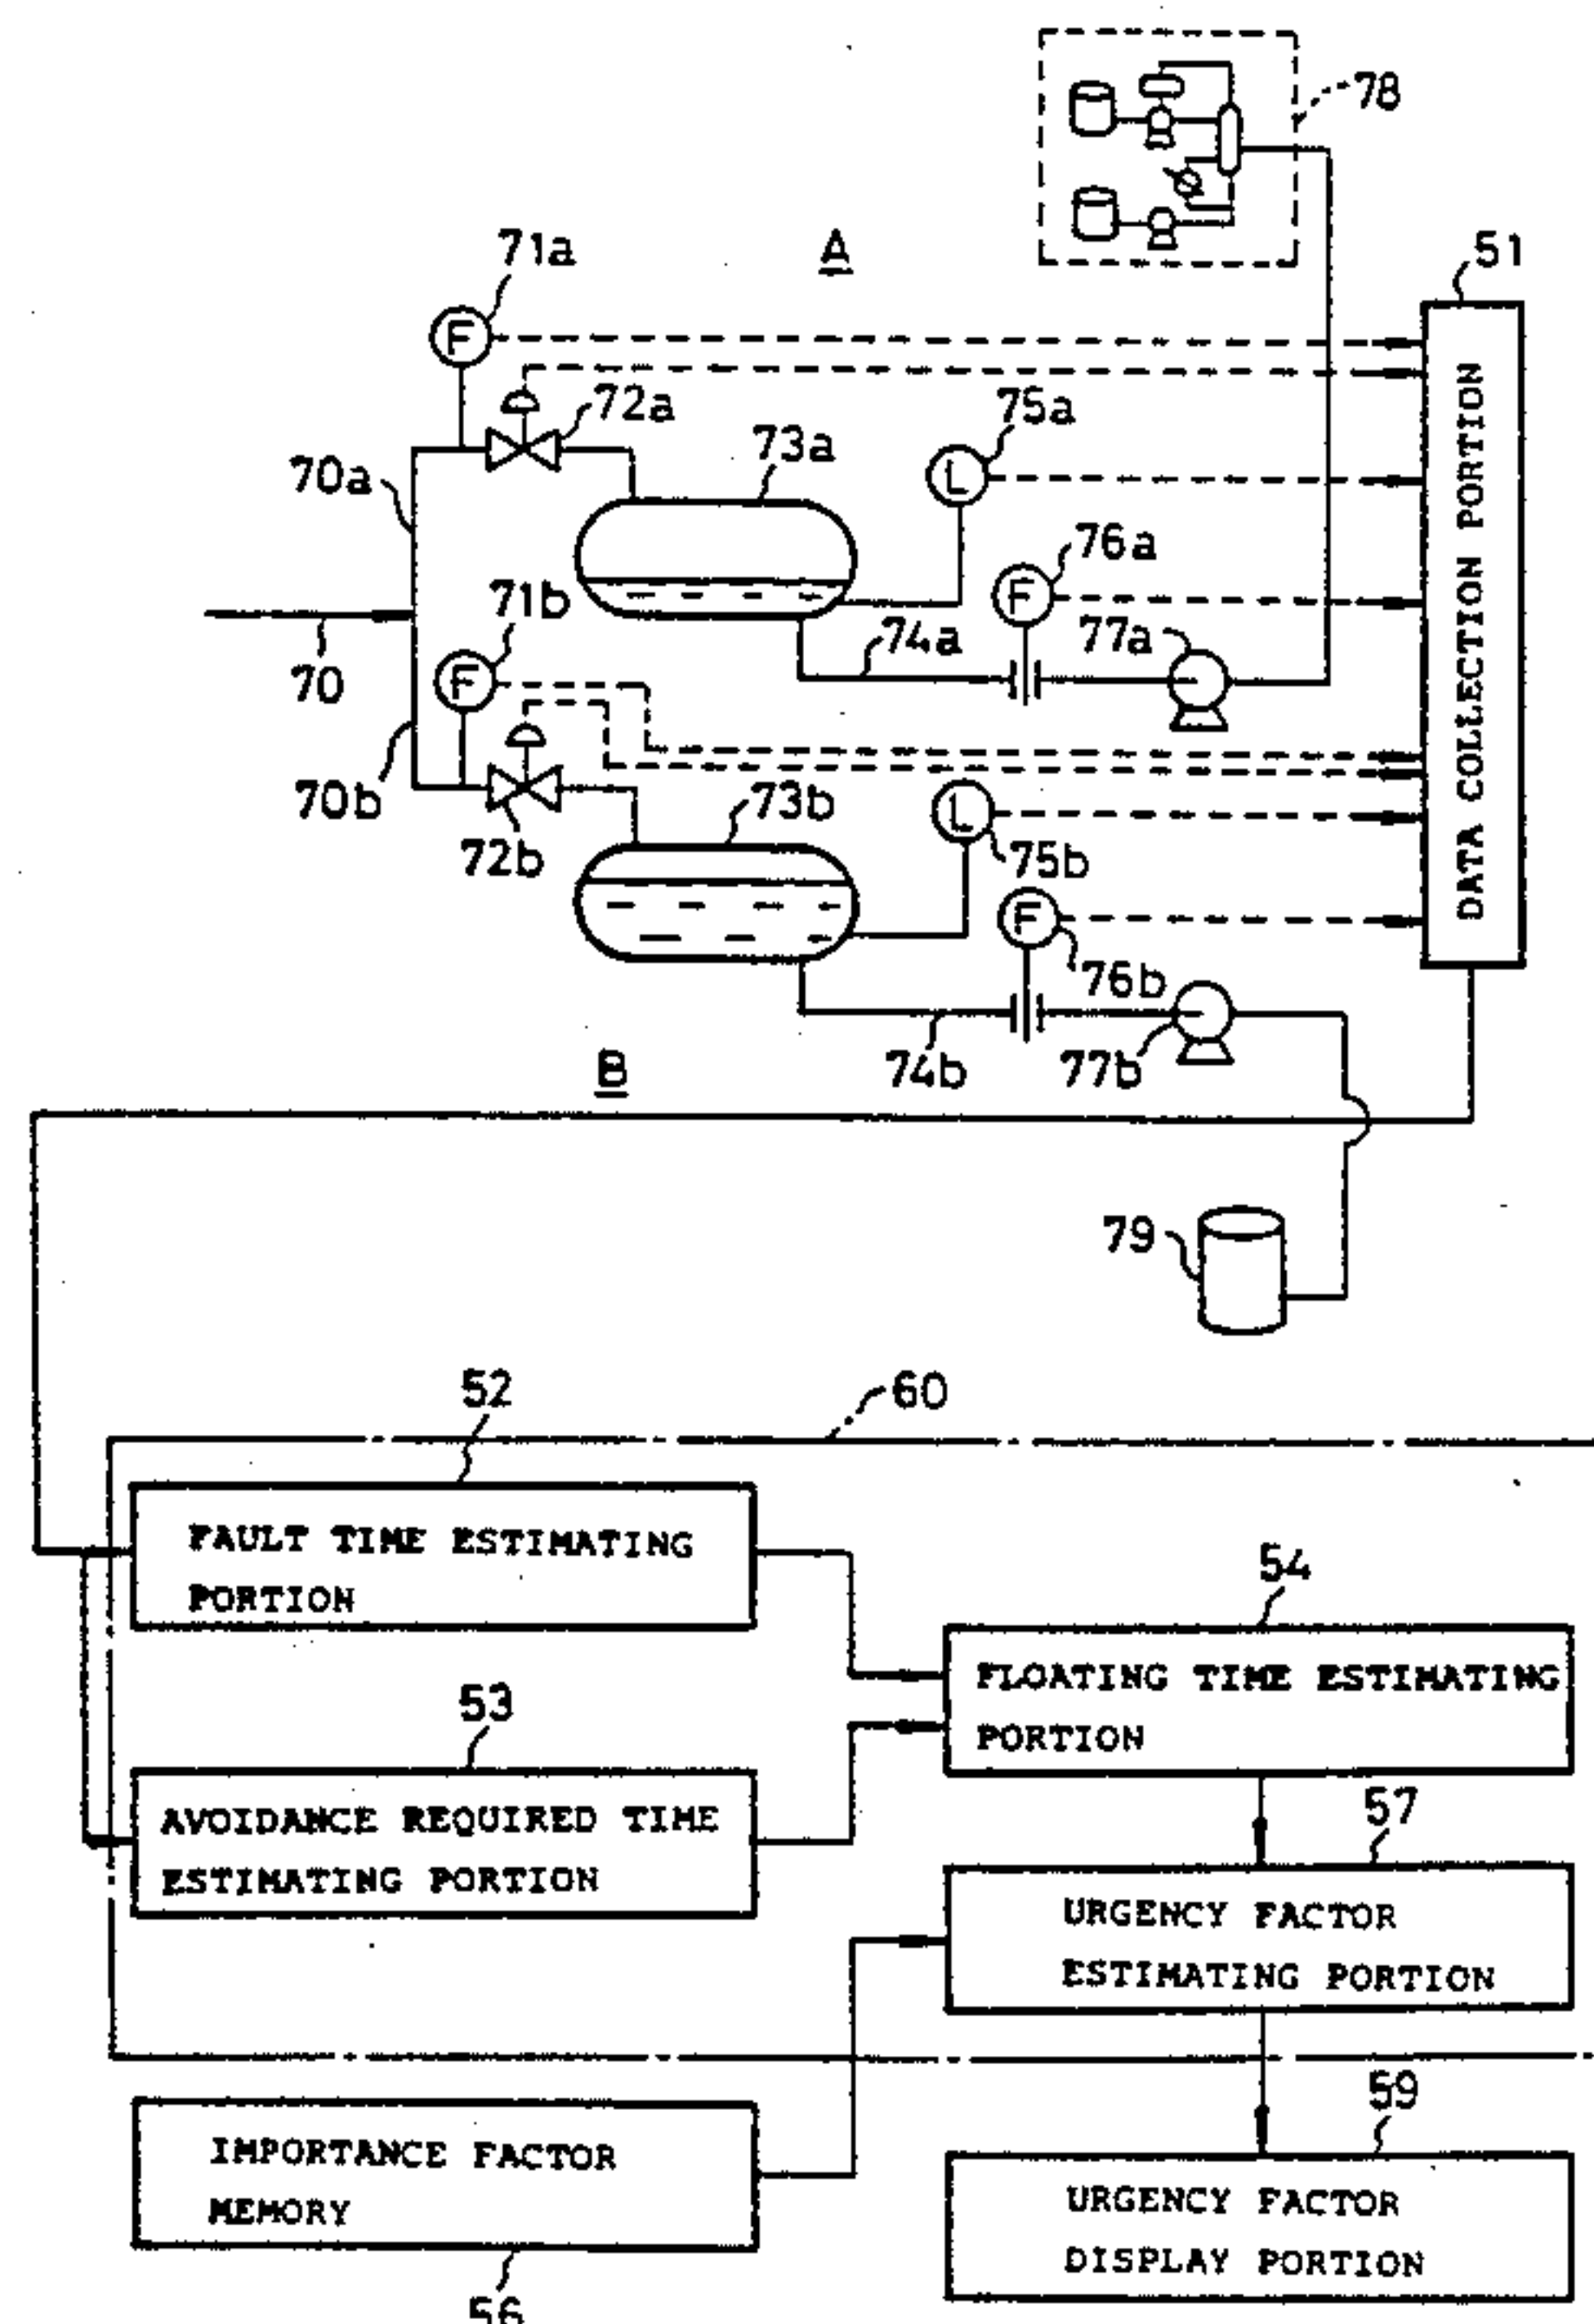 78
51
71a
A
F
72a
75a
73a
70a
L
76a
71b
F
74a
77a
70
F
DATA COLLECTION PORTION
70b
73b
L
72b
75b
F
76b
74b
77b
B
79
52
60
FAULT TIME ESTIMATING
PORTION
54
FLOATING TIME ESTIMATING
PORTION
53
AVOIDANCE REQUIRED TIME
ESTIMATING PORTION
57
URGENCY FACTOR
ESTIMATING PORTION
59
IMPORTANCE FACTOR
MEMORY
56
URGENCY FACTOR
DISPLAY PORTION